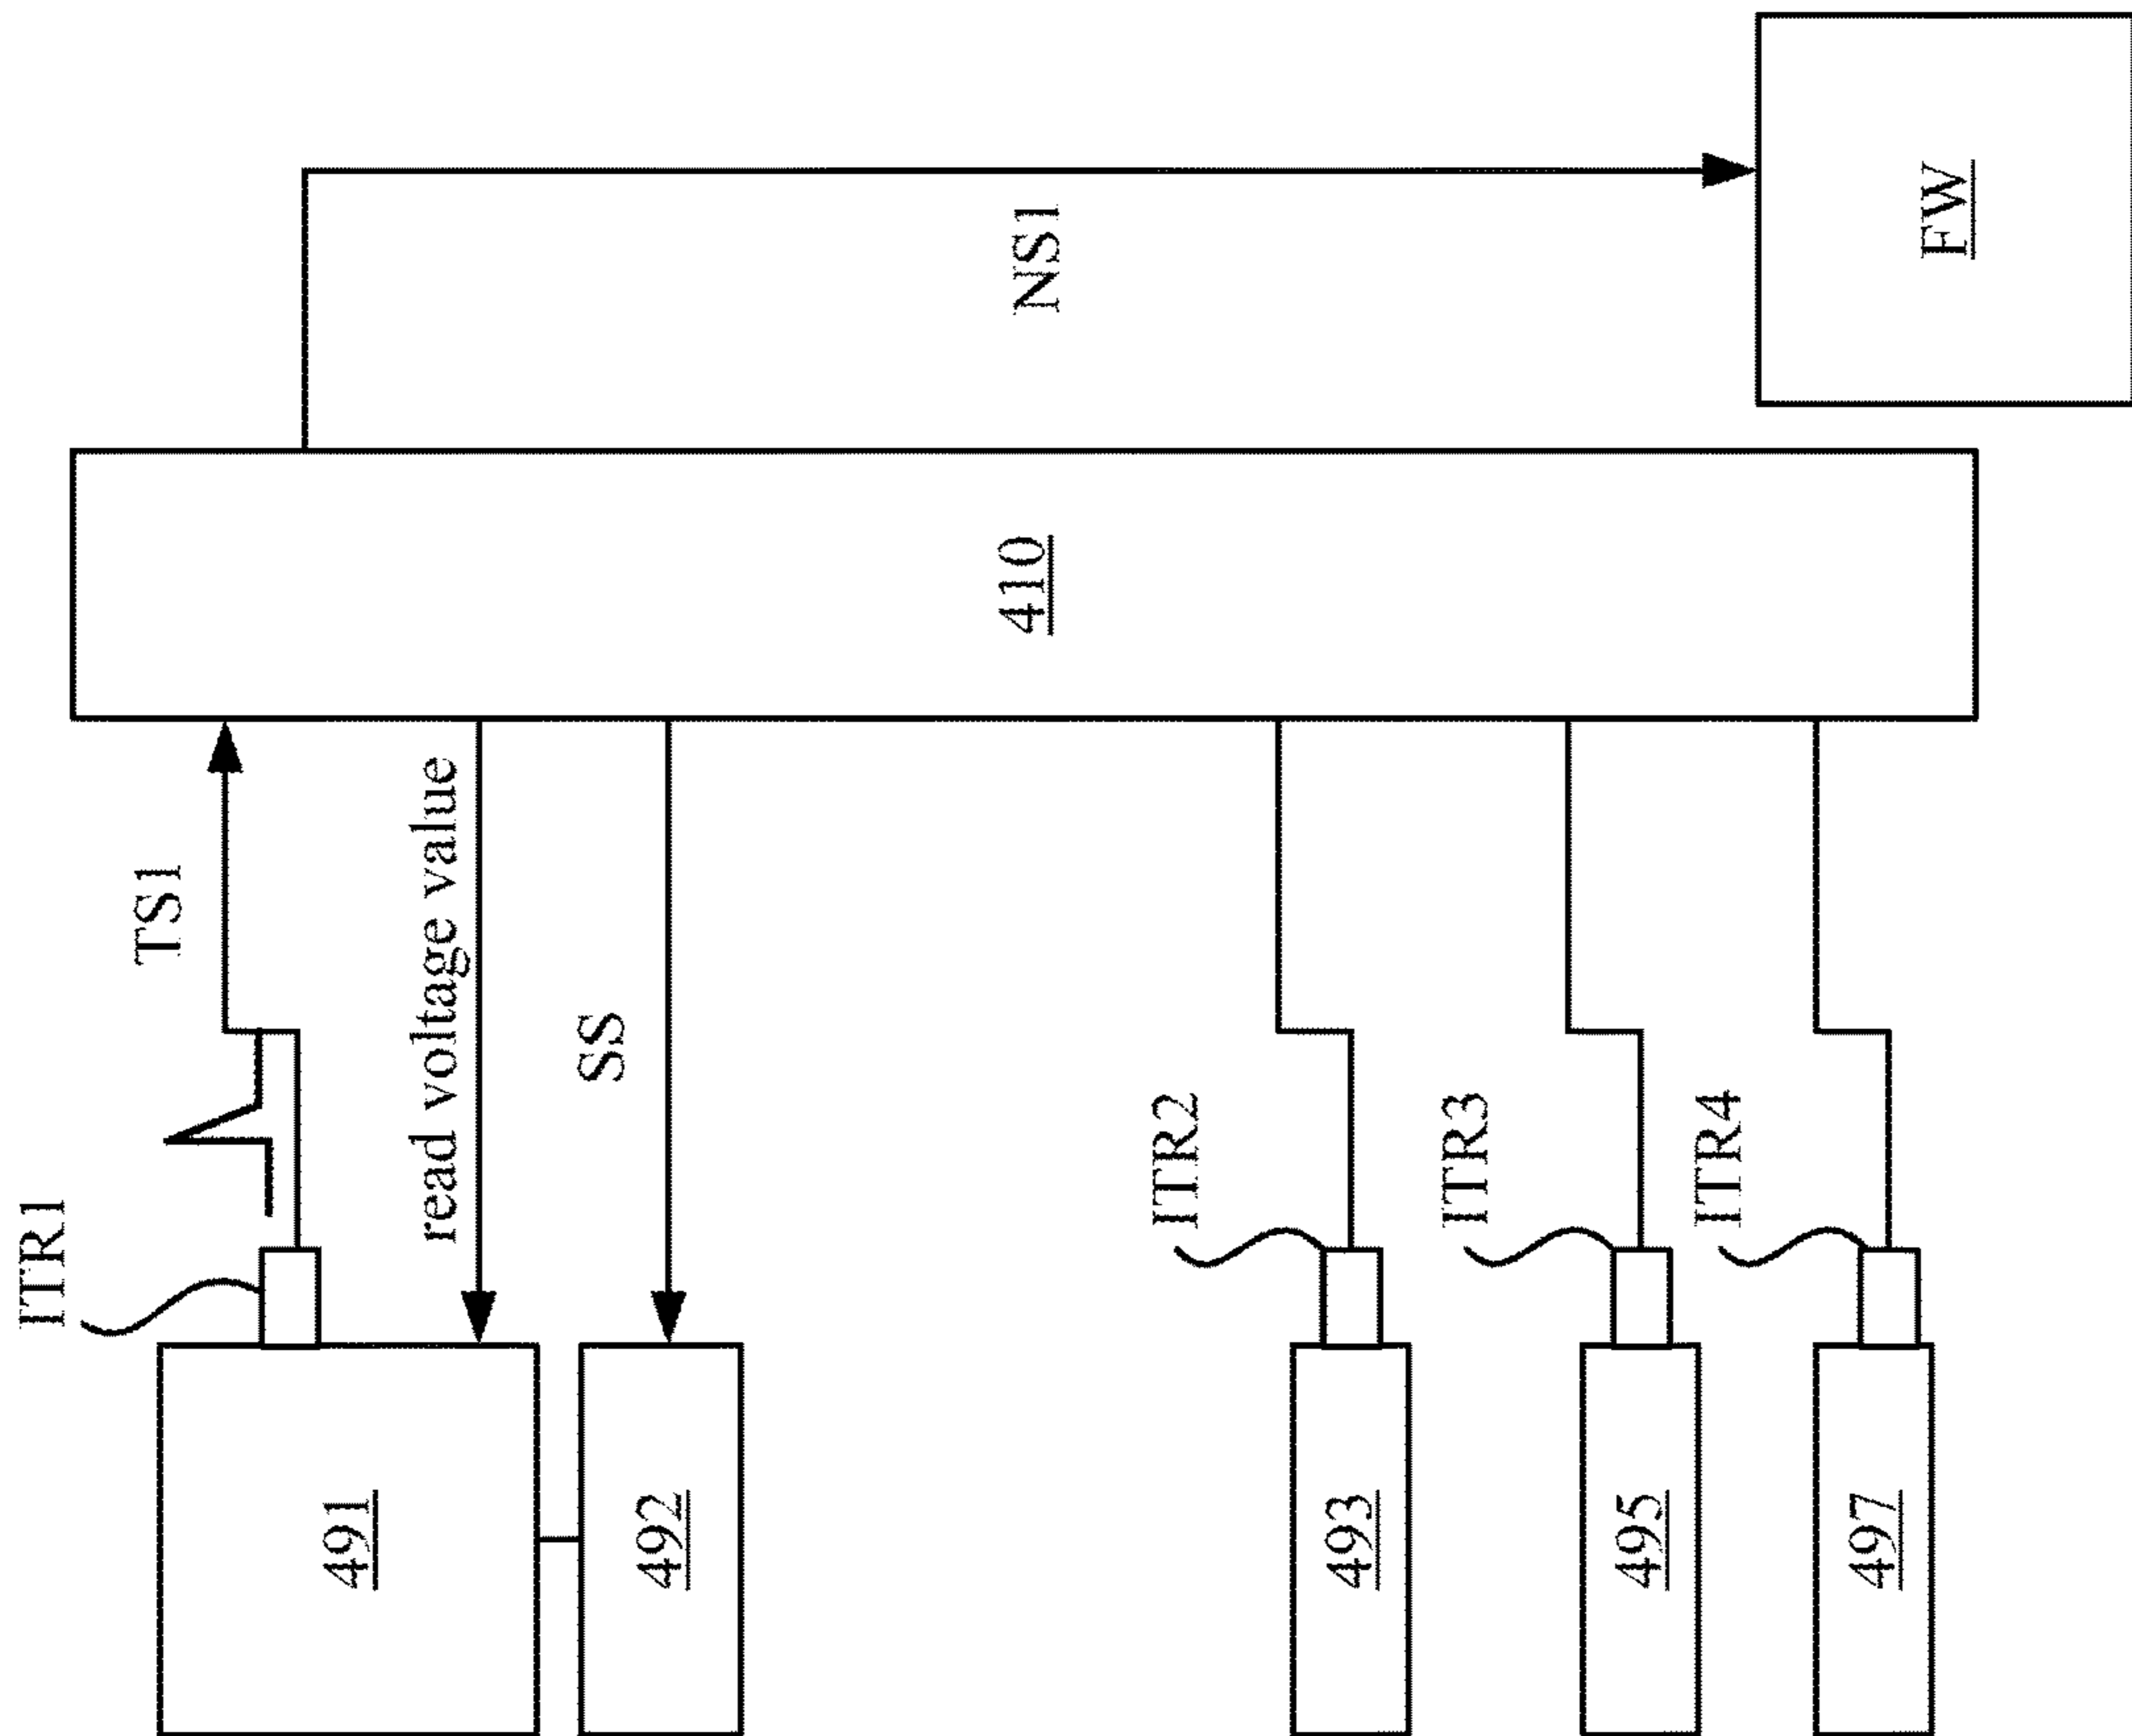 ITR1
TS1
491
read voltage value
492
SS
410
NS1
ITR2
493
ITR3
495
ITR4
497
FW